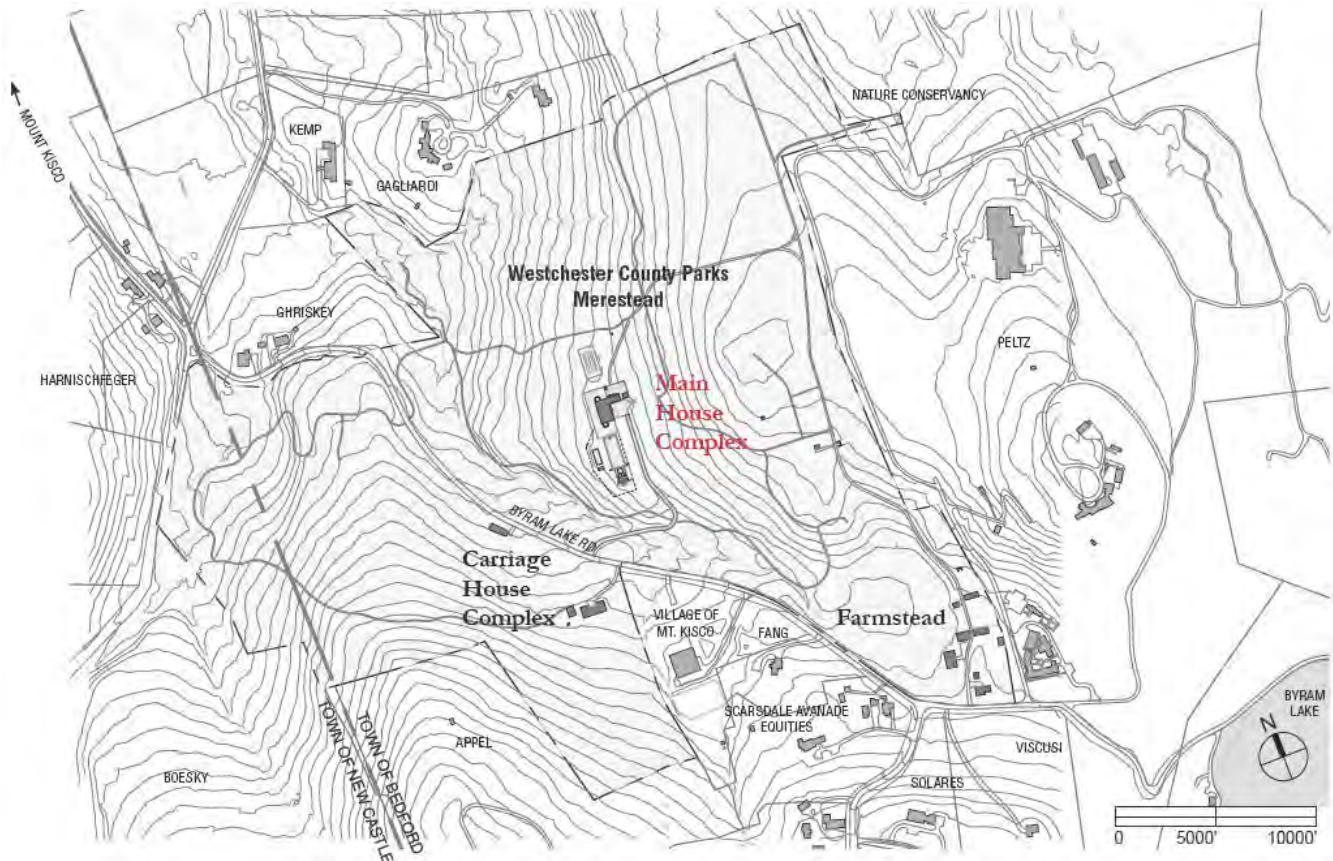 NATURE CONSERVANCY
MOUNT KISCO
KEMP
GAGLIARDI
Westchester County Parks
Merestead
GHRISKEY
HARNISCHFEGER
PELTZ
Main
House
Complex
BYRAM LAKE RD
Carriage
House
Complex
VILLAGE OF
MT. KISCO
FANG
Farmstead
SCARSDALE AVANADE
EQUITIES
BYRAM
LAKE
N
TOWN OF BEDFORD
TOWN OF NEW CASTLE
APPEL
VISCUSI
BOESKY
SOLARES
0 5000' 10000'